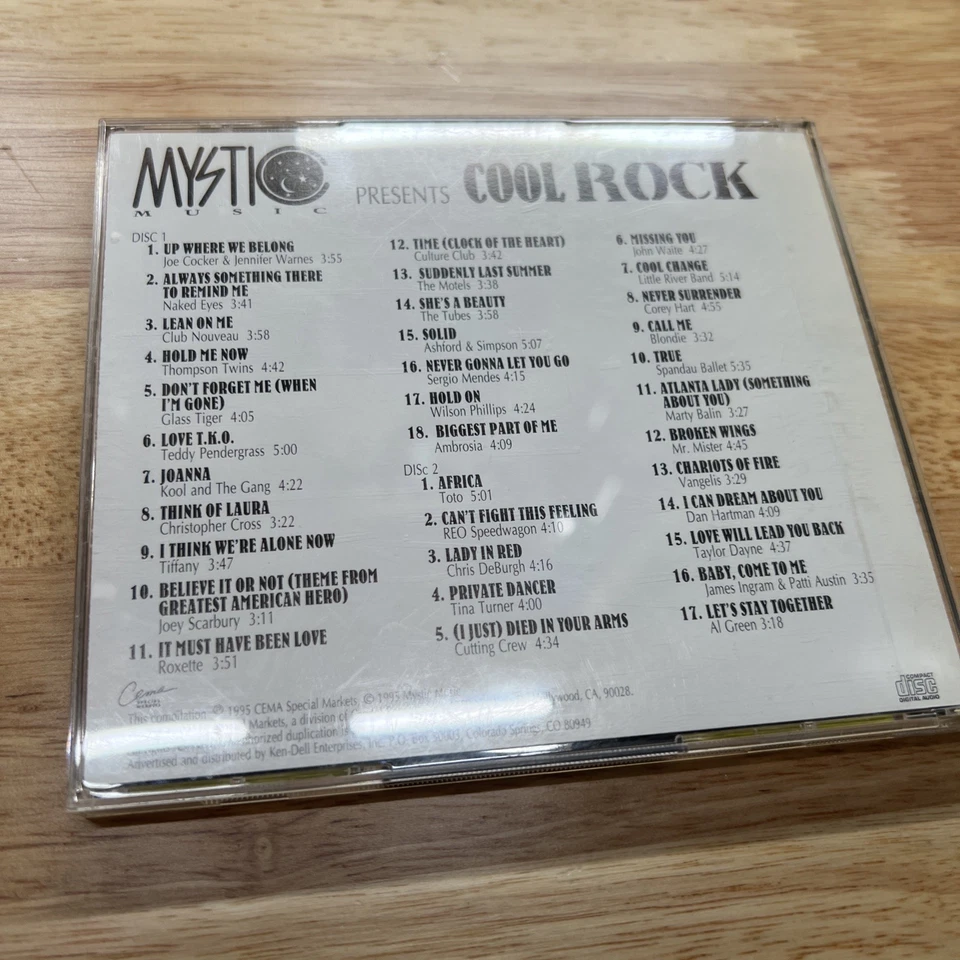 MYSTIC
MUSIC
PRESENTS COOL ROCK
DISC 1
1. UP WHERE WE BELONG
Joe Cocker & Jennifer Warnes 3:55
2. ALWAYS SOMETHING THERE
TO REMIND ME
Naked Eyes 3:41
3. LEAN ON ME
Club Nouveau 3:58
4. HOLD ME NOW
Thompson Twins 4:42
5. DON'T FORGET ME (WHEN
I'M GONE)
Glass Tiger 4:05
6. LOVE T.K.O.
Teddy Pendergrass 5:00
7. JOANNA
Kool and The Gang 4:22
8. THINK OF LAURA
Christopher Cross 3:22
9. I THINK WE'RE ALONE NOW
Tiffany 3:47
10. BELIEVE IT OR NOT (THEME FROM
GREATEST AMERICAN HERO)
Joey Scarbury 3:11
11. IT MUST HAVE BEEN LOVE
Roxette 3:51
12. TIME (CLOCK OF THE HEART)
Culture Club 3:42
13. SUDDENLY LAST SUMMER
The Motels 3:38
14. SHE'S A BEAUTY
The Tubes 3:58
15. SOLID
Ashford & Simpson 5:07
16. NEVER GONNA LET YOU GO
Sergio Mendes 4:15
17. HOLD ON
Wilson Phillips 4:24
18. BIGGEST PART OF ME
Ambrosia 4:09
DISC 2
1. AFRICA
Toto 5:01
2. CAN'T FIGHT THIS FEELING
REO Speedwagon 4:10
3. LADY IN RED
Chris DeBurgh 4:16
4. PRIVATE DANCER
Tina Turner 4:00
5. (I JUST) DIED IN YOUR ARMS
Cutting Crew 4:34
6. MISSING YOU
John Waite 4:27
7. COOL CHANGE
Little River Band 5:14
8. NEVER SURRENDER
Corey Hart 4:55
9. CALL ME
Blondie 3:32
10. TRUE
Spandau Ballet 5:35
11. ATLANTA LADY (SOMETHING
ABOUT YOU)
Marty Balin 3:27
12. BROKEN WINGS
Mr. Mister 4:45
13. CHARIOTS OF FIRE
Vangelis 3:29
14. I CAN DREAM ABOUT YOU
Dan Hartman 4:09
15. LOVE WILL LEAD YOU BACK
Taylor Dayne 4:37
16. BABY, COME TO ME
James Ingram & Patti Austin 3:35
17. LET'S STAY TOGETHER
Al Green 3:18
Cema
SPECIAL
MARKETS
This compilation © 1995 CEMA Special Markets, © 1995 Mystic CA, 90028.
Markets, a division of
duplication is
Advertised and distributed by Ken-Dell Enterprises, Inc. P.O. Box Colorado Springs, CO 80949
COMPACT
disc
DIGITAL AUDIO